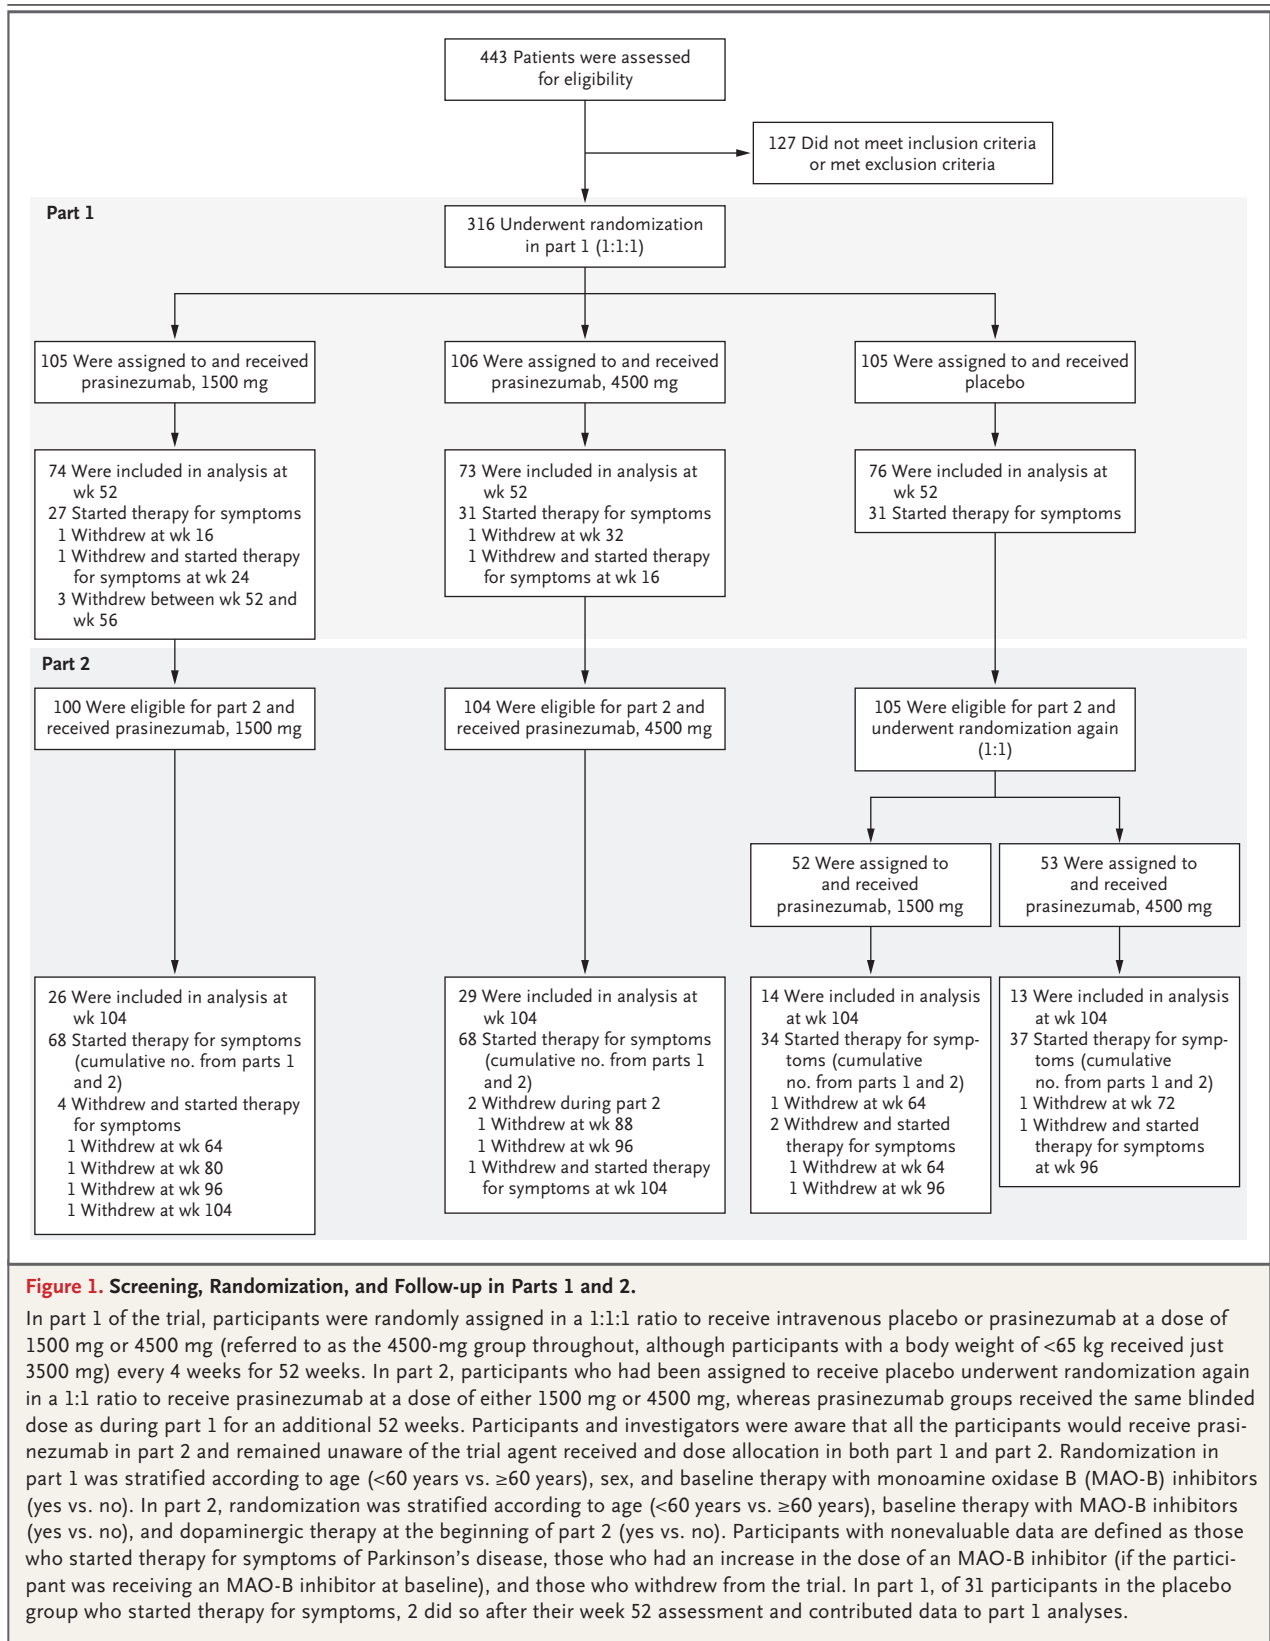 443 Patients were assessed
for eligibility
127 Did not meet inclusion criteria
or met exclusion criteria
Part 1
316 Underwent randomization
in part 1 (1:1:1)
105 Were assigned to and received
prasinezumab, 1500 mg
106 Were assigned to and received
prasinezumab, 4500 mg
105 Were assigned to and received
placebo
74 Were included in analysis at
wk 52
27 Started therapy for symptoms
1 Withdrew at wk 16
1 Withdrew and started therapy
for symptoms at wk 24
3 Withdrew between wk 52 and
wk 56
73 Were included in analysis at
wk 52
31 Started therapy for symptoms
1 Withdrew at wk 32
1 Withdrew and started therapy
for symptoms at wk 16
76 Were included in analysis at
wk 52
31 Started therapy for symptoms
Part 2
100 Were eligible for part 2 and
received prasinezumab, 1500 mg
104 Were eligible for part 2 and
received prasinezumab, 4500 mg
105 Were eligible for part 2 and
underwent randomization again
(1:1)
52 Were assigned to
and received
prasinezumab, 1500 mg
53 Were assigned to
and received
prasinezumab, 4500 mg
26 Were included in analysis at
wk 104
68 Started therapy for symptoms
(cumulative no. from parts 1
and 2)
4 Withdrew and started therapy
for symptoms
1 Withdrew at wk 64
1 Withdrew at wk 80
1 Withdrew at wk 96
1 Withdrew at wk 104
29 Were included in analysis at
wk 104
68 Started therapy for symptoms
(cumulative no. from parts 1
and 2)
2 Withdrew during part 2
1 Withdrew at wk 88
1 Withdrew at wk 96
1 Withdrew and started therapy
for symptoms at wk 104
14 Were included in analysis
at wk 104
34 Started therapy for symp-
toms (cumulative
no. from parts 1 and 2)
1 Withdrew at wk 64
2 Withdrew and started
therapy for symptoms
1 Withdrew at wk 64
1 Withdrew at wk 96
13 Were included in analysis
at wk 104
37 Started therapy for symp-
toms (cumulative
no. from parts 1 and 2)
1 Withdrew at wk 72
1 Withdrew and started
therapy for symptoms
at wk 96
Figure 1. Screening, Randomization, and Follow-up in Parts 1 and 2.
In part 1 of the trial, participants were randomly assigned in a 1:1:1 ratio to receive intravenous placebo or prasinezumab at a dose of
1500 mg or 4500 mg (referred to as the 4500-mg group throughout, although participants with a body weight of <65 kg received just
3500 mg) every 4 weeks for 52 weeks. In part 2, participants who had been assigned to receive placebo underwent randomization again
in a 1:1 ratio to receive prasinezumab at a dose of either 1500 mg or 4500 mg, whereas prasinezumab groups received the same blinded
dose as during part 1 for an additional 52 weeks. Participants and investigators were aware that all the participants would receive prasi-
nezumab in part 2 and remained unaware of the trial agent received and dose allocation in both part 1 and part 2. Randomization in
part 1 was stratified according to age (<60 years vs. ≥60 years), sex, and baseline therapy with monoamine oxidase B (MAO-B) inhibitors
(yes vs. no). In part 2, randomization was stratified according to age (<60 years vs. ≥60 years), baseline therapy with MAO-B inhibitors
(yes vs. no), and dopaminergic therapy at the beginning of part 2 (yes vs. no). Participants with nonevaluable data are defined as those
who started therapy for symptoms of Parkinson's disease, those who had an increase in the dose of an MAO-B inhibitor (if the partici-
pant was receiving an MAO-B inhibitor at baseline), and those who withdrew from the trial. In part 1, of 31 participants in the placebo
group who started therapy for symptoms, 2 did so after their week 52 assessment and contributed data to part 1 analyses.